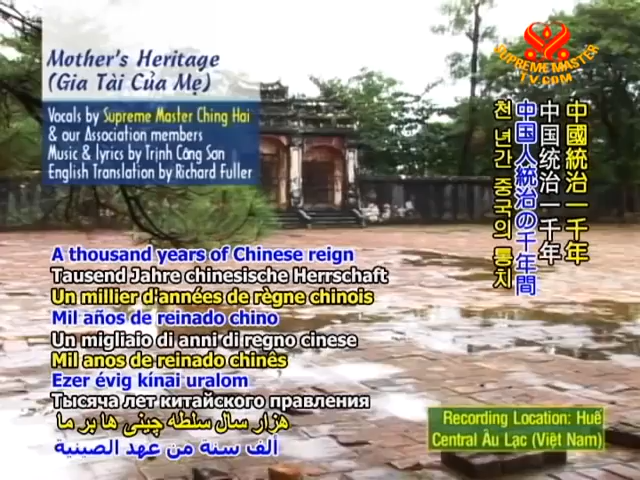 Mother's Heritage
(Gia Tài Của Mẹ)
Vocals by Supreme Master Ching Hai
& our Association members
Music & lyrics by Trịnh Công Sơn
English Translation by Richard Fuller
SUPREME MASTER
TV.COM
中國統治一千年
中国统治一千年
中国人統治の千年間
천 년간 중국의 통치
A thousand years of Chinese reign
Tausend Jahre chinesische Herrschaft
Un millier d'années de règne chinois
Mil años de reinado chino
Un migliaio di anni di regno cinese
Mil anos de reinado chinês
Ezer évig kínai uralom
Тысяча лет китайского правления
هزار سال سلطه چینی ها بر ما
ألف سنة من عهد الصينية
Recording Location: Huế
Central Âu Lạc (Việt Nam)